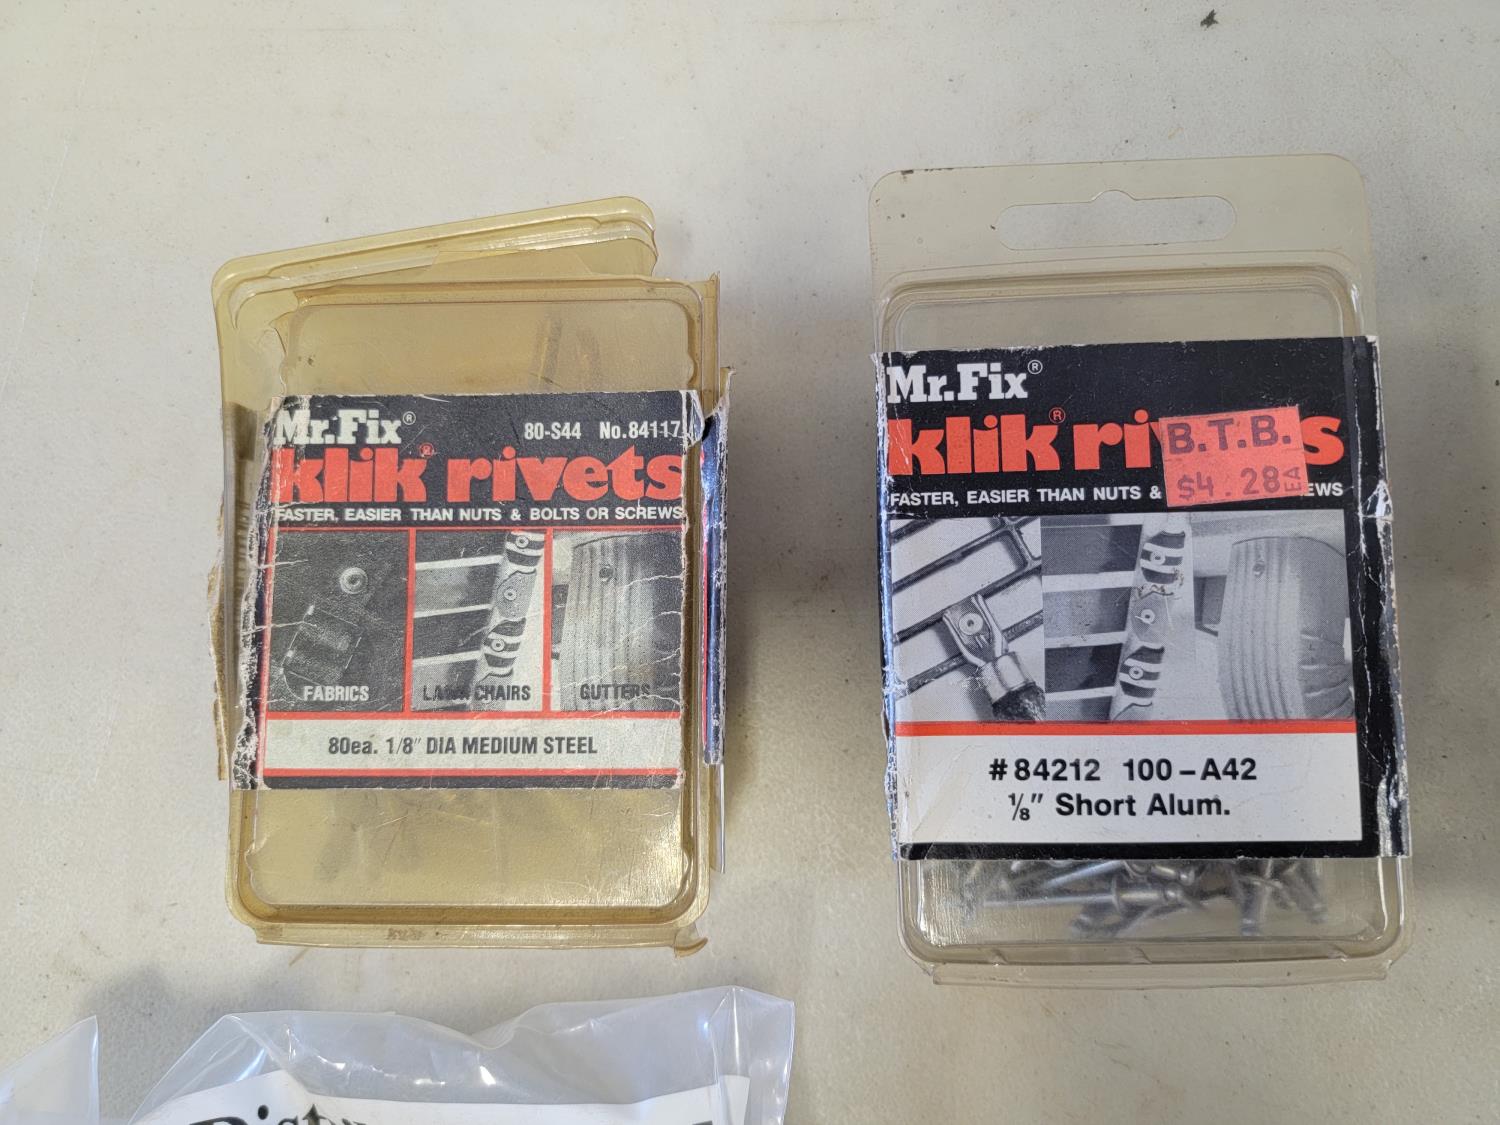 Mr.Fix®
80-S44 No.84117
klik® rivets
FASTER, EASIER THAN NUTS & BOLTS OR SCREWS
FABRICS
LAWN CHAIRS
GUTTERS
80ea. 1/8" DIA MEDIUM STEEL
Mr.Fix®
klik® ri s
B.T.B.
$4.28 EA
FASTER, EASIER THAN NUTS & EWS
#84212 100-A42
1/8" Short Alum.